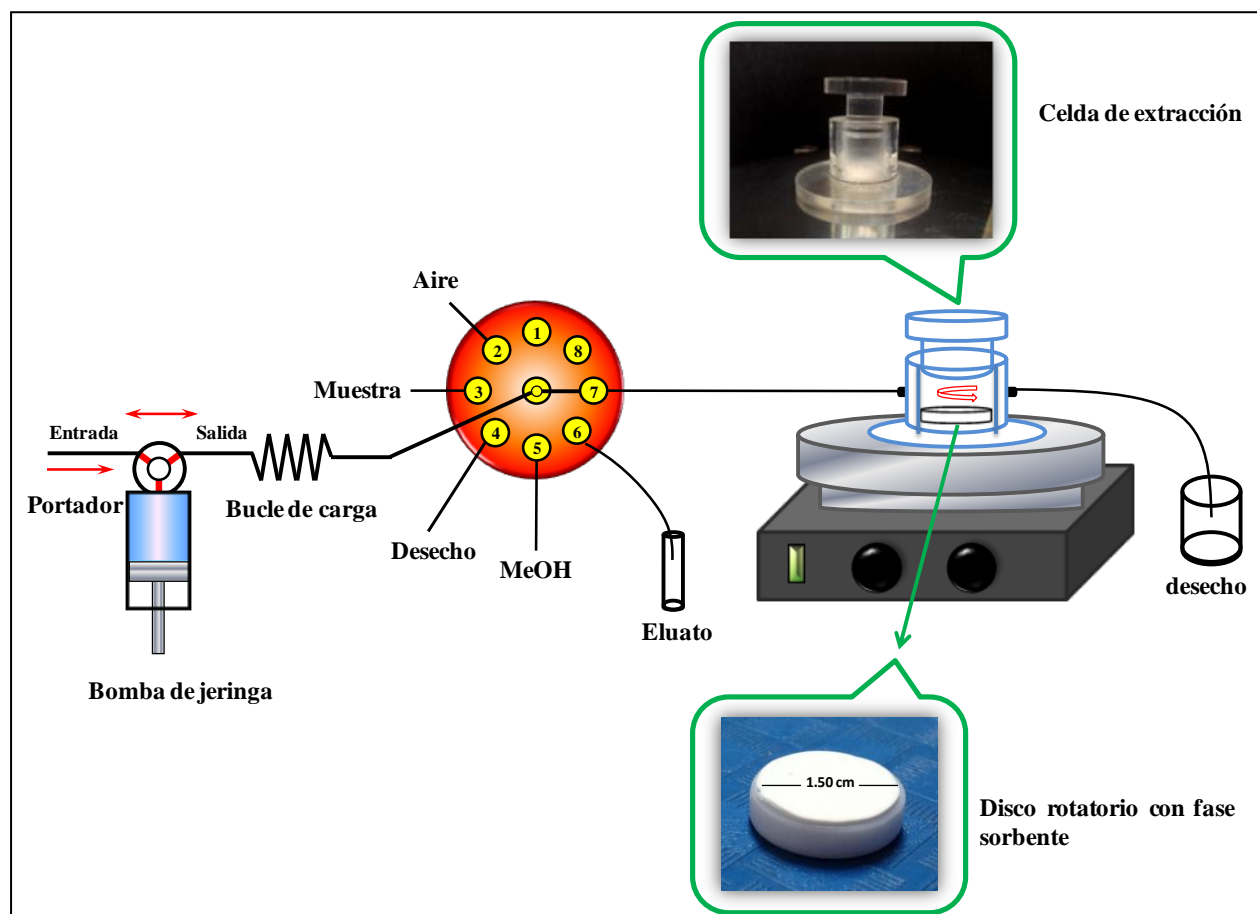 Celda de extracción
Aire
1
2
8
Muestra
3
7
Entrada
Salida
4
6
5
Portador
Bucle de carga
Desecho
MeOH
desecho
Eluato
Bomba de jeringa
1.50 cm
Disco rotatorio con fase
sorbente